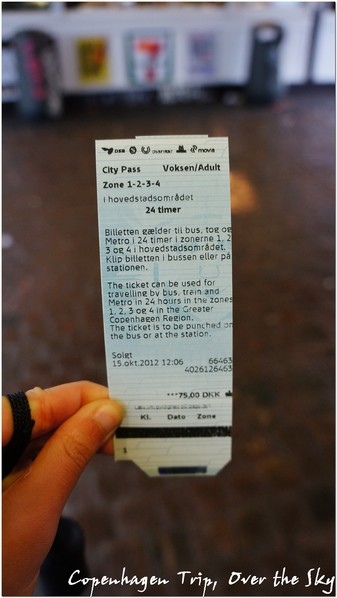 DSB movia
City Pass Voksen/Adult
Zone 1-2-3-4
i hovedstadsområdet
24 timer
Billetten gælder til bus, tog og
Metro i 24 timer i zonerne 1, 2
3 og 4 i hovedstadsområdet.
Klip billetten i bussen eller på
stationen.
The ticket can be used for
travelling by bus, train and
Metro in 24 hours in the zones
1, 2, 3 og 4 in the Greater
Copenhagen Region.
The ticket is to be punched on
the bus or at the station.
Solgt
15.okt.2012 12:06 66463
4026126463
***75,00 DKK
Kl. Dato Zone
1
Copenhagen Trip, Over the Sky